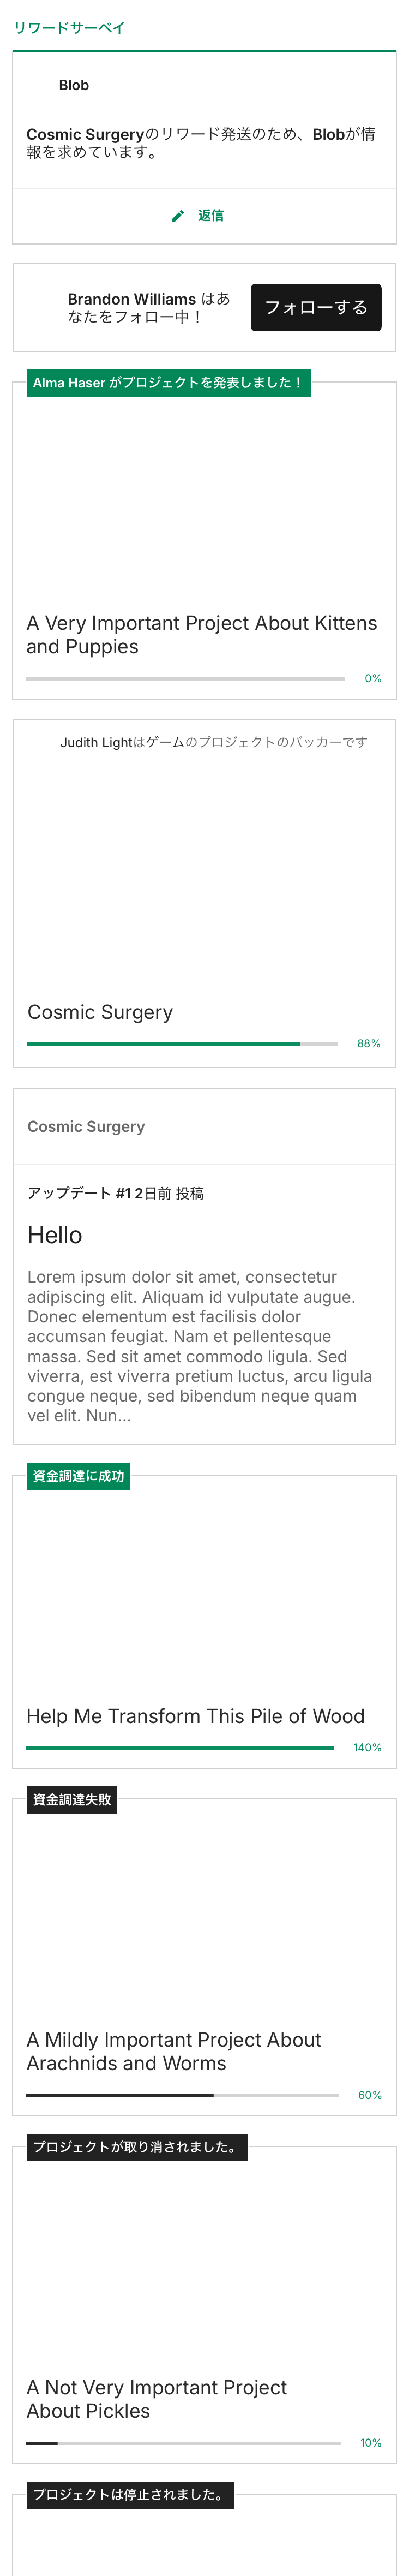 リワードサーベイ
Blob
Cosmic Surgeryのリワード発送のため、Blobが情
報を求めています。
返信
Brandon Williams はあ
なたをフォロー中！
フォローする
Alma Haser がプロジェクトを発表しました！
A Very Important Project About Kittens
and Puppies
0%
Judith Lightはゲームのプロジェクトのバッカーです
Cosmic Surgery
88%
Cosmic Surgery
アップデート #1 2日前 投稿
Hello
Lorem ipsum dolor sit amet, consectetur
adipiscing elit. Aliquam id vulputate augue.
Donec elementum est facilisis dolor
accumsan feugiat. Nam et pellentesque
massa. Sed sit amet commodo ligula. Sed
viverra, est viverra pretium luctus, arcu ligula
congue neque, sed bibendum neque quam
vel elit. Nun...
資金調達に成功
Help Me Transform This Pile of Wood
140%
資金調達失敗
A Mildly Important Project About
Arachnids and Worms
60%
プロジェクトが取り消されました。
A Not Very Important Project
About Pickles
10%
プロジェクトは停止されました。